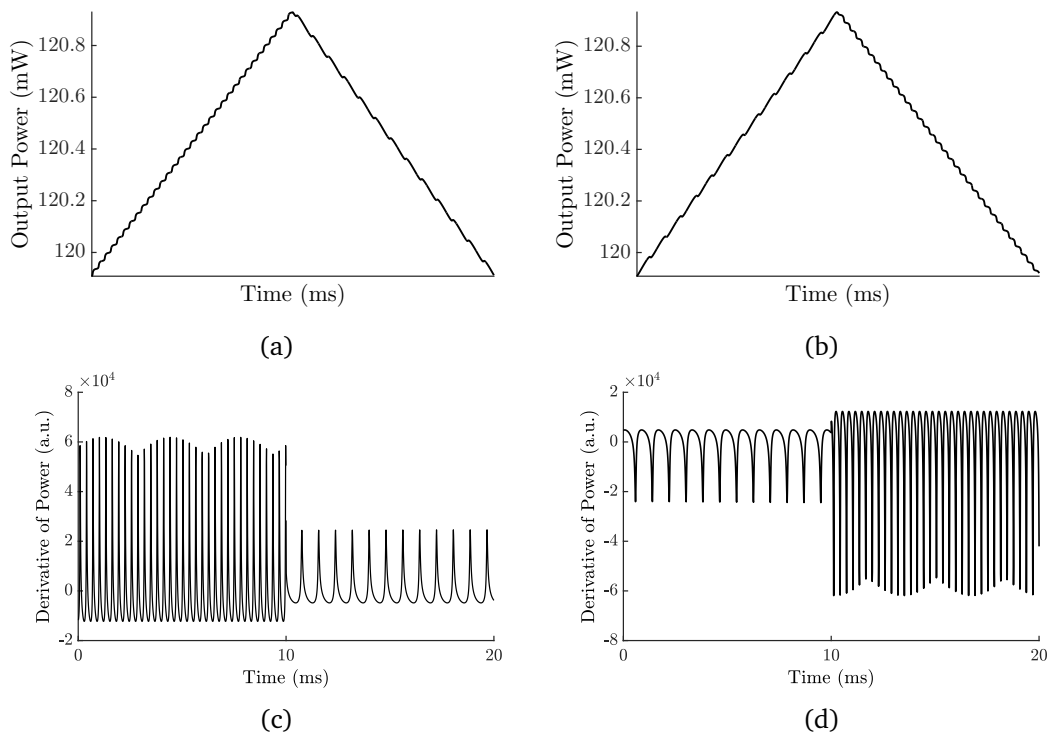 Output Power (mW)
120.8
120.6
120.4
120.2
120
Time (ms)
(a)
Output Power (mW)
120.8
120.6
120.4
120.2
120
Time (ms)
(b)
Derivative of Power (a.u.)
×10⁴
8
6
4
2
0
-2
0 10 20
Time (ms)
(c)
Derivative of Power (a.u.)
×10⁴
2
0
-2
-4
-6
-8
0 10 20
Time (ms)
(d)